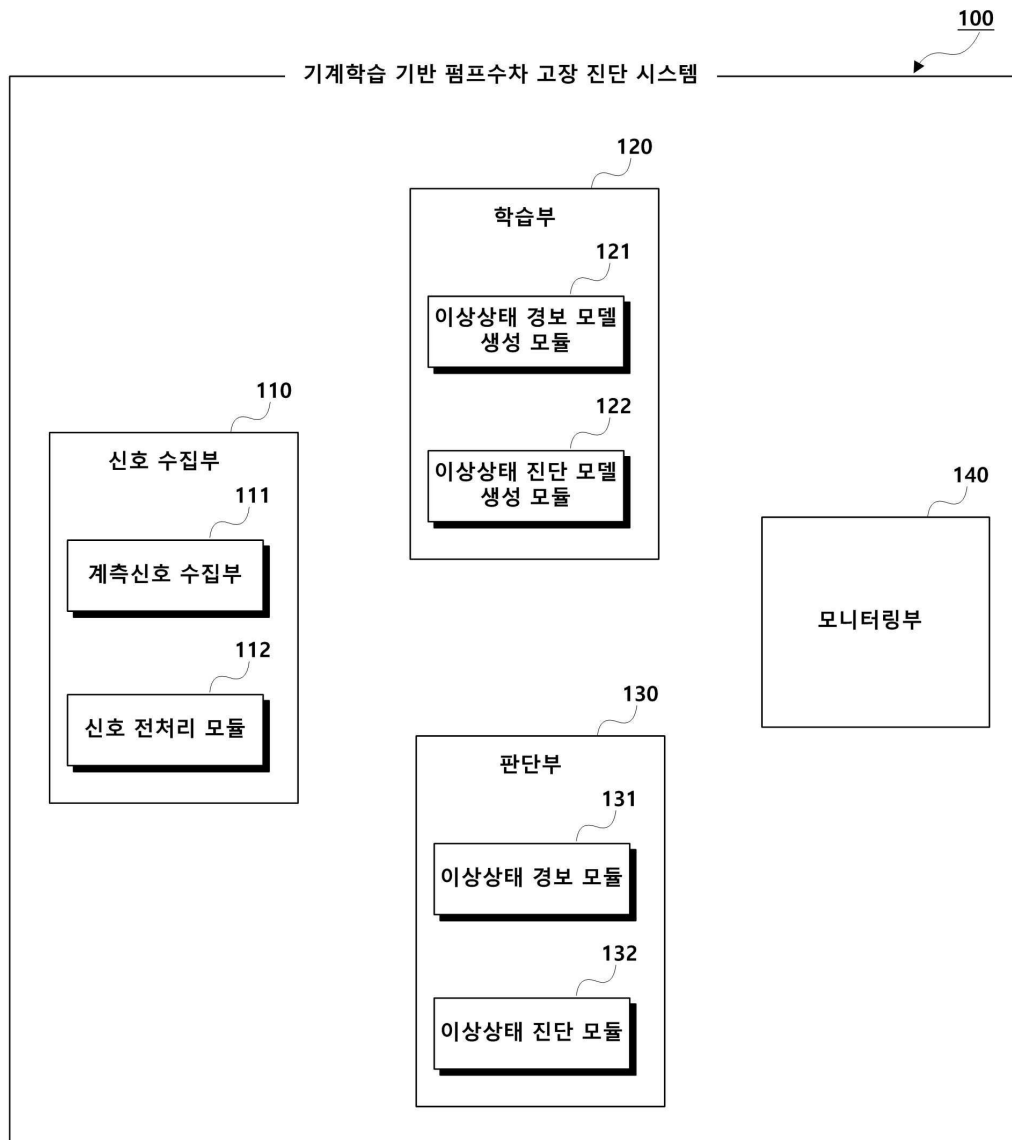 100
기계학습 기반 펌프수차 고장 진단 시스템
120
학습부
121
이상상태 경보 모델
생성 모듈
122
이상상태 진단 모델
생성 모듈
110
신호 수집부
111
계측신호 수집부
112
신호 전처리 모듈
140
모니터링부
130
판단부
131
이상상태 경보 모듈
132
이상상태 진단 모듈